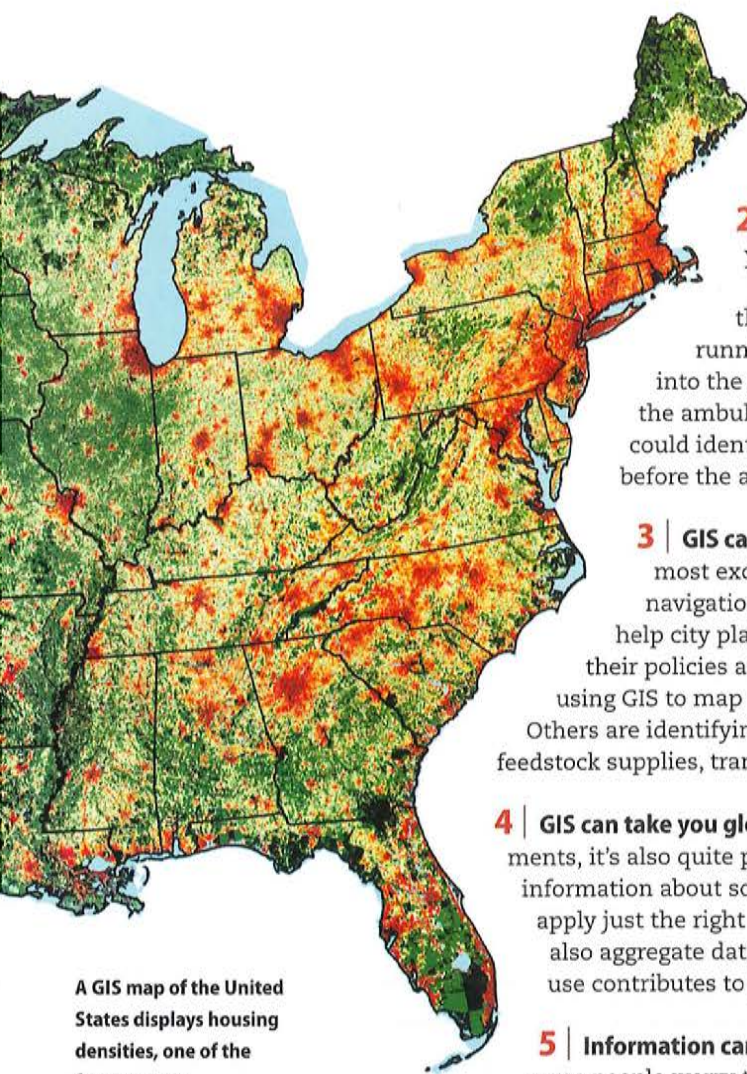 2
runn
into the
the ambul
could ident
before the a
3 | GIS ca
most exc
navigatio
help city pla
their policies a
using GIS to map
Others are identifyin
feedstock supplies, tran
4 | GIS can take you glo
ments, it's also quite p
information about so
apply just the right
also aggregate dat
use contributes to
5 | Information car
A GIS map of the United
States displays housing
densities, one of the